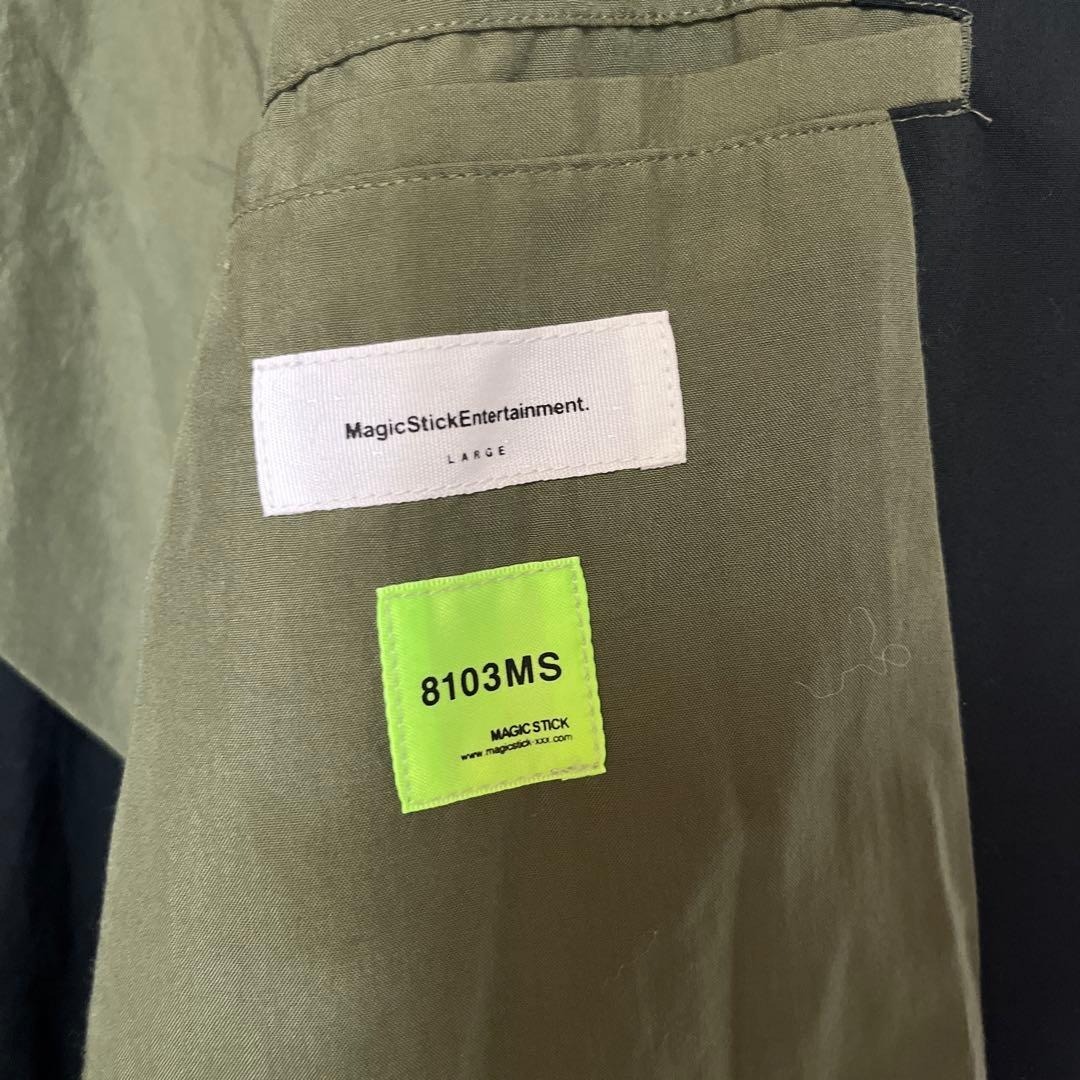 MagicStickEntertainment.
LARGE
8103MS
MAGIC STICK
www.magicstick-xxx.com